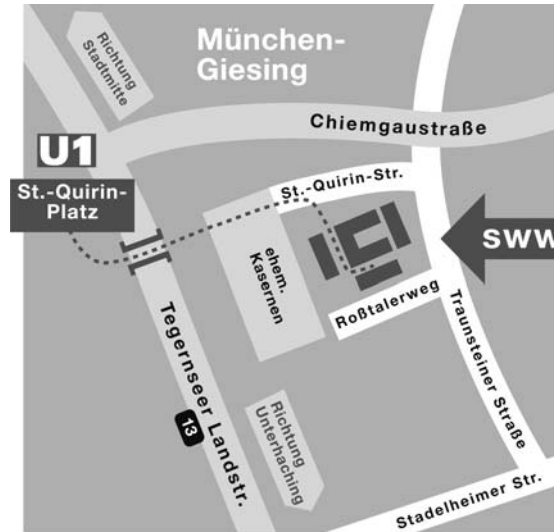 Richtung
Stadtmitte
München-
Giesing
Chiemgaustraße
U1
St.-Quirin-
Platz
St.-Quirin-Str.
ehem.
Kasernen
SWW
Roßtalerweg
Traunsteiner Straße
Tegernseer Landstr.
13
Richtung
Unterhaching
Stadelheimer Str.